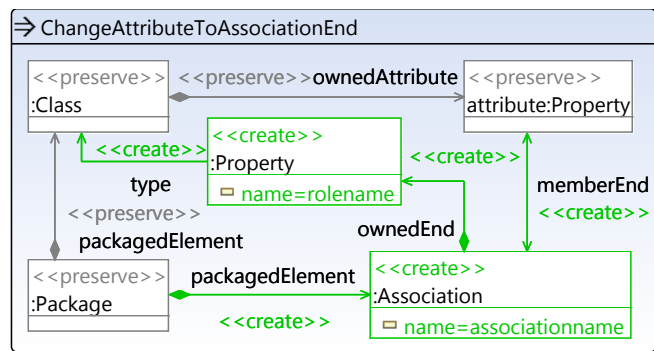 ChangeAttributeToAssociationEnd
<<preserve>>
:Class
<<preserve>>ownedAttribute
<<preserve>>
attribute:Property
<<create>>
:Property
name=rolename
<<create>>
type
<<create>>
memberEnd
<<create>>
<<preserve>>
packagedElement
ownedEnd
<<preserve>>
:Package
packagedElement
<<create>>
<<create>>
:Association
name=associationname